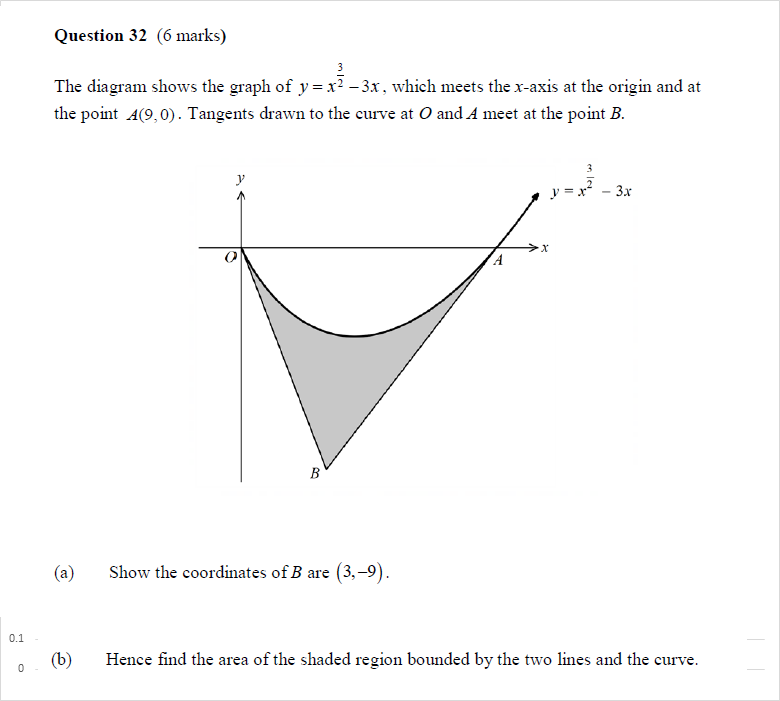 Question 32 (6 marks)
The diagram shows the graph of y = x^(3/2) – 3x, which meets the x-axis at the origin and at
the point A(9,0). Tangents drawn to the curve at O and A meet at the point B.
y
y = x^(3/2) – 3x
x
O
A
B
(a) Show the coordinates of B are (3,–9).
0.1
(b) Hence find the area of the shaded region bounded by the two lines and the curve.
0